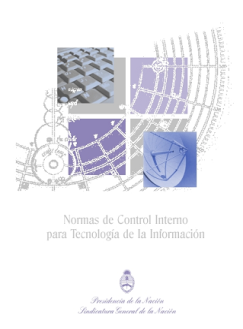 Normas de Control Interno
para Tecnología de la Información
Presidencia de la Nación
Sindicatura General de la Nación